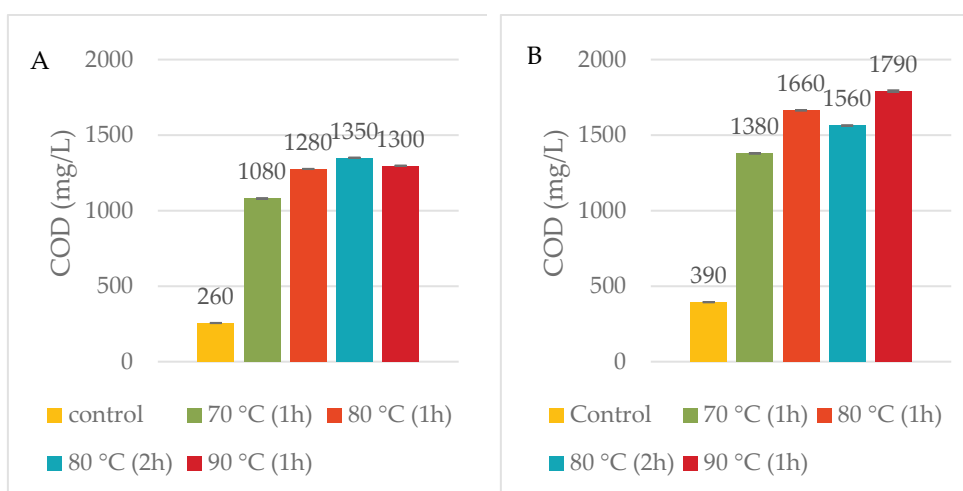 A
COD (mg/L)
2000
1500
1000
500
0
260
1080
1280
1350
1300
control
70 °C (1h)
80 °C (1h)
80 °C (2h)
90 °C (1h)
B
COD (mg/L)
2000
1500
1000
500
0
390
1380
1660
1560
1790
Control
70 °C (1h)
80 °C (1h)
80 °C (2h)
90 °C (1h)